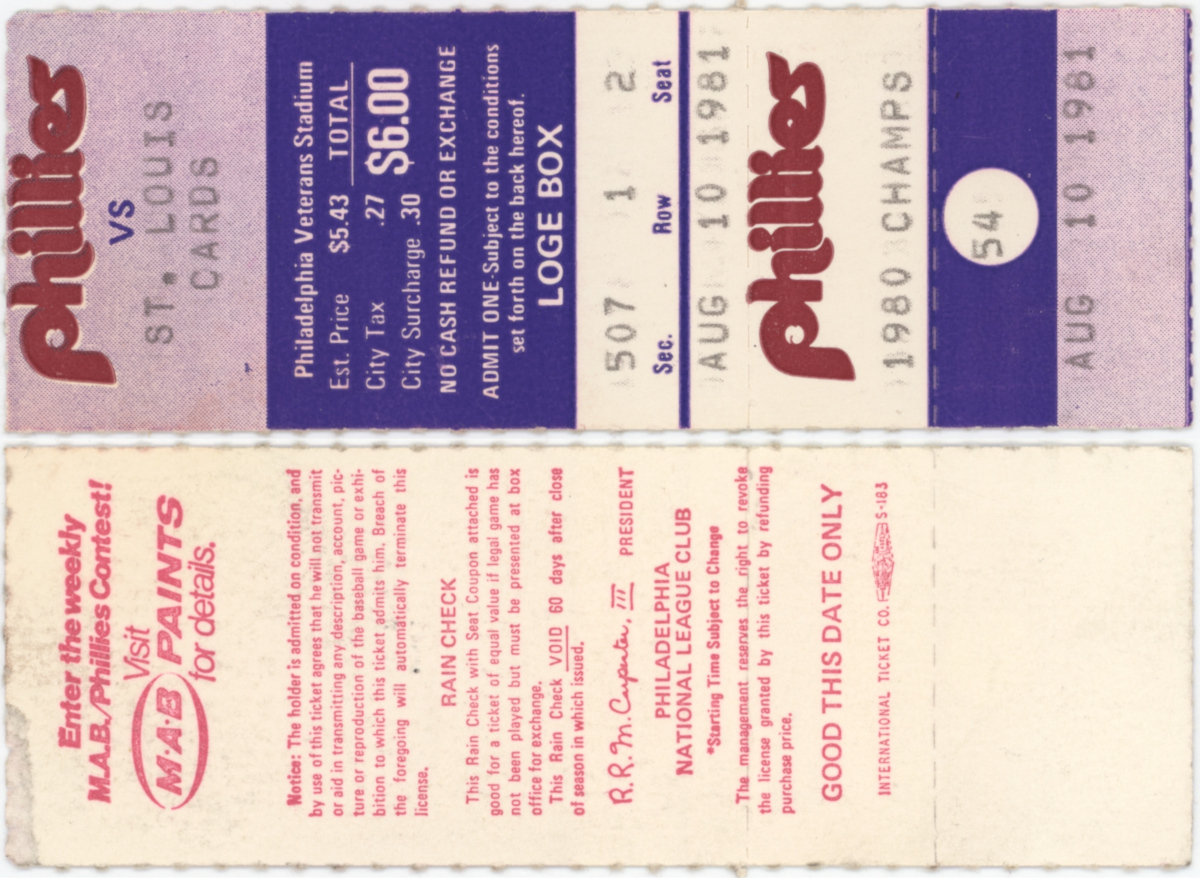 Phillies
VS
ST. LOUIS
CARDS
Philadelphia Veterans Stadium
Est. Price $5.43 TOTAL
City Tax .27 $6.00
City Surcharge .30
NO CASH REFUND OR EXCHANGE
ADMIT ONE-Subject to the conditions
set forth on the back hereof.
LOGE BOX
507 1 2
Sec. Row Seat
AUG 10 1981
Phillies
1980 CHAMPS
54
AUG 10 1981
Enter the weekly
M.A.B./Phillies Contest!
Visit
M·A·B PAINTS
for details.
Notice: The holder is admitted on condition, and
by use of this ticket agrees that he will not transmit
or aid in transmitting any description, account, pic-
ture or reproduction of the baseball game or exhi-
bition to which this ticket admits him. Breach of
the foregoing will automatically terminate this
license.
RAIN CHECK
This Rain Check with Seat Coupon attached is
good for a ticket of equal value if legal game has
not been played but must be presented at box
office for exchange.
This Rain Check VOID 60 days after close
of season in which issued.
R. R. M. Carpenter, III PRESIDENT
PHILADELPHIA
NATIONAL LEAGUE CLUB
*Starting Time Subject to Change
The management reserves the right to revoke
the license granted by this ticket by refunding
purchase price.
GOOD THIS DATE ONLY
INTERNATIONAL TICKET CO. S-183